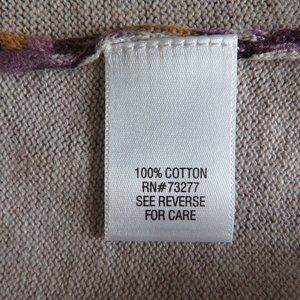 100% COTTON
RN#73277
SEE REVERSE
FOR CARE